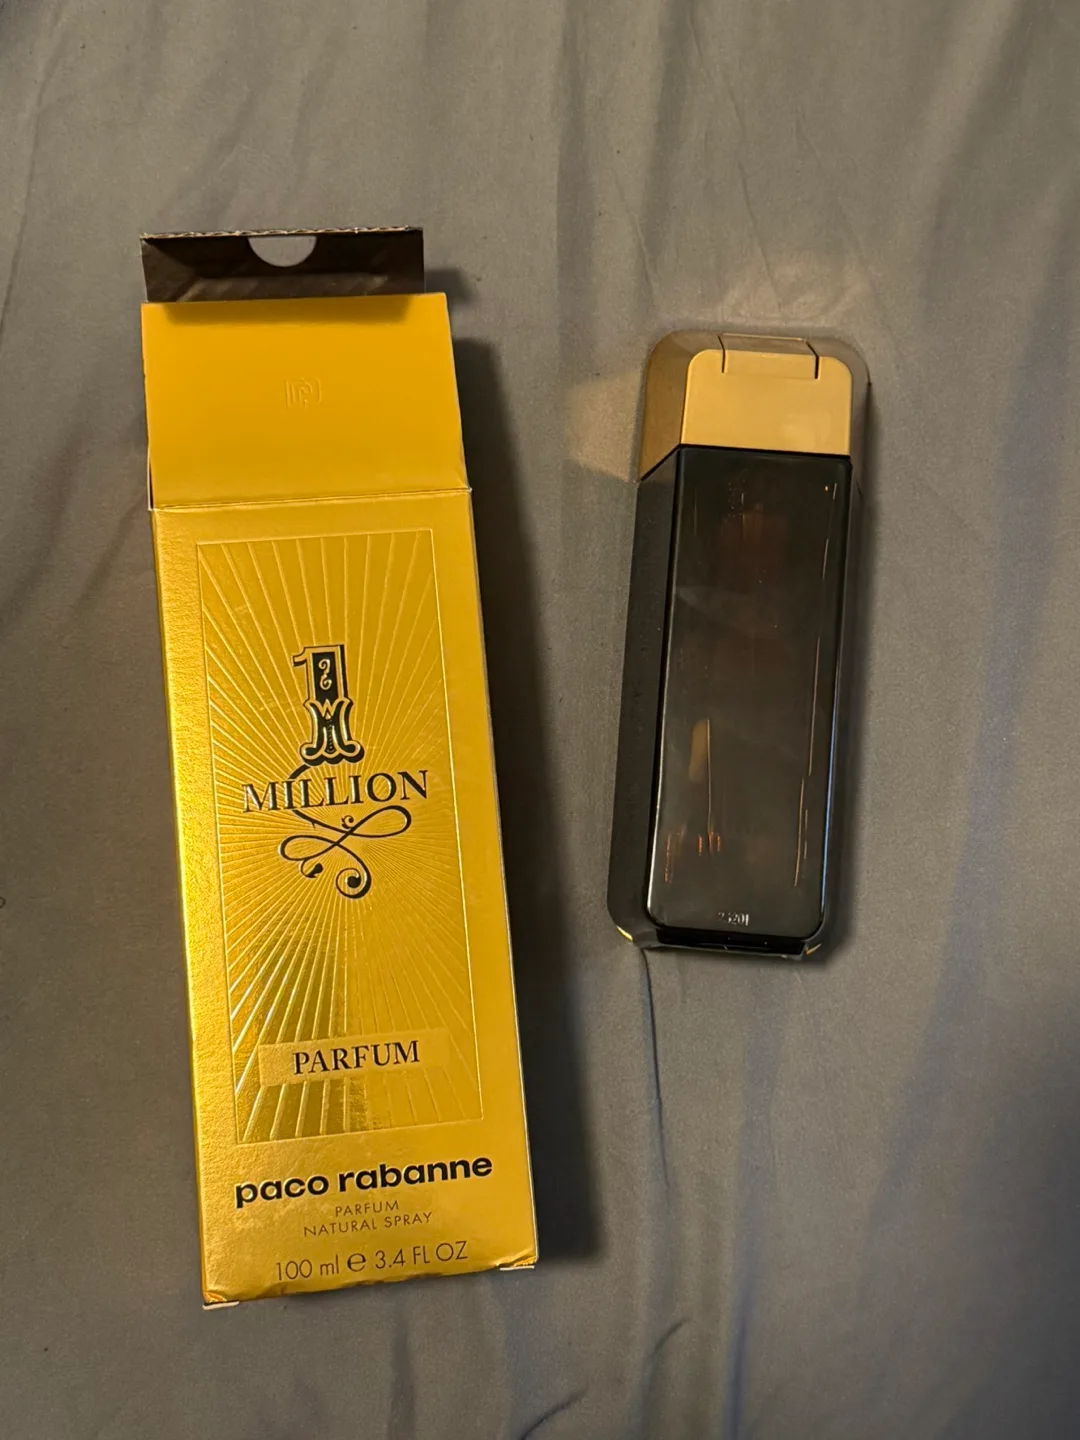 1
MILLION
PARFUM
paco rabanne
PARFUM
NATURAL SPRAY
100 ml ℮ 3.4 FL OZ